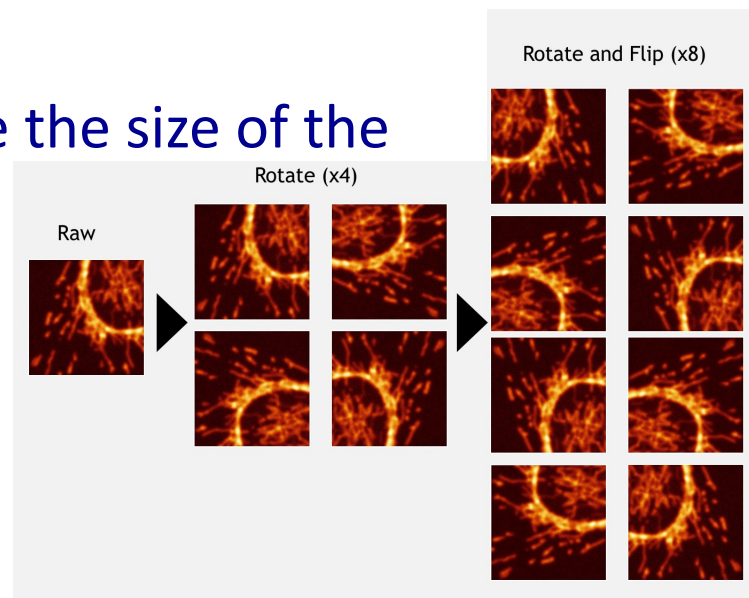 Rotate and Flip (x8)
the size of the
Rotate (x4)
Raw